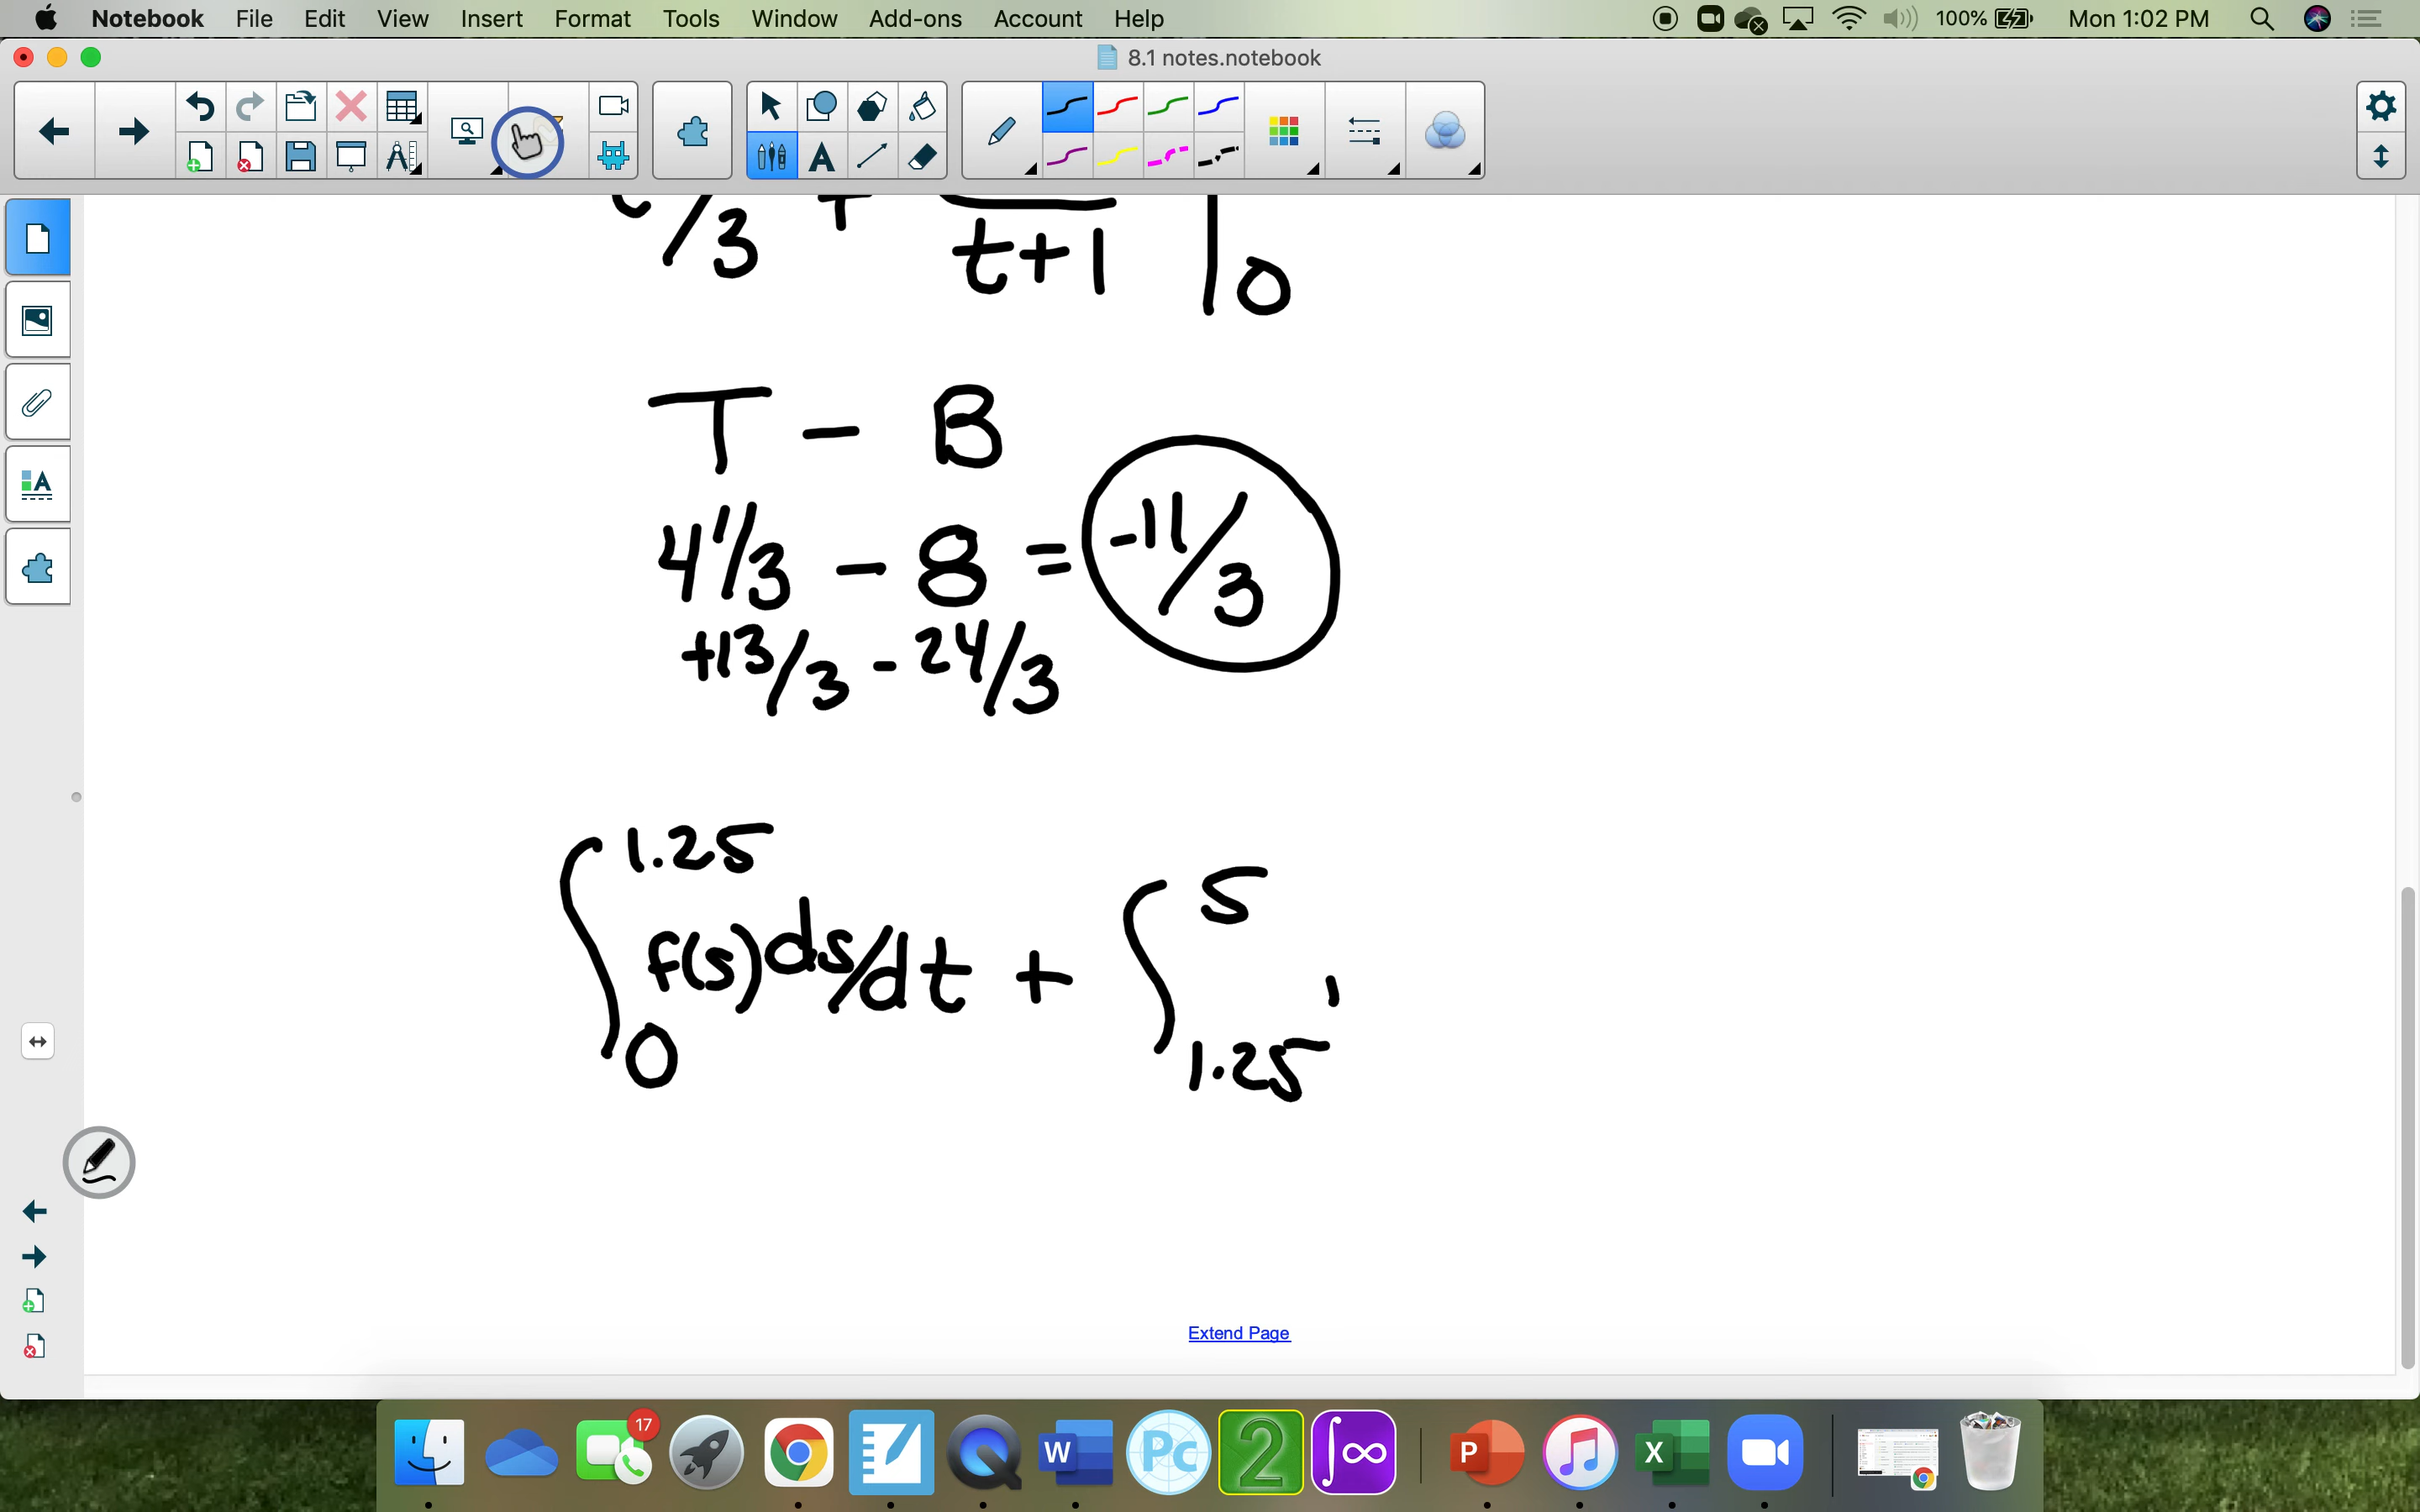 Notebook File Edit View Insert Format Tools Window Add-ons Account Help 100% Mon 1:02 PM
8.1 notes.notebook
A
A
/3 + t+1 | 0
T - B
4 1/3 - 8 = -11/3
+13/3 - 24/3
∫ 1.25 0 f(s) ds/dt + ∫ 5 1.25
Extend Page
17
W
Pc
2
∫∞
P
X